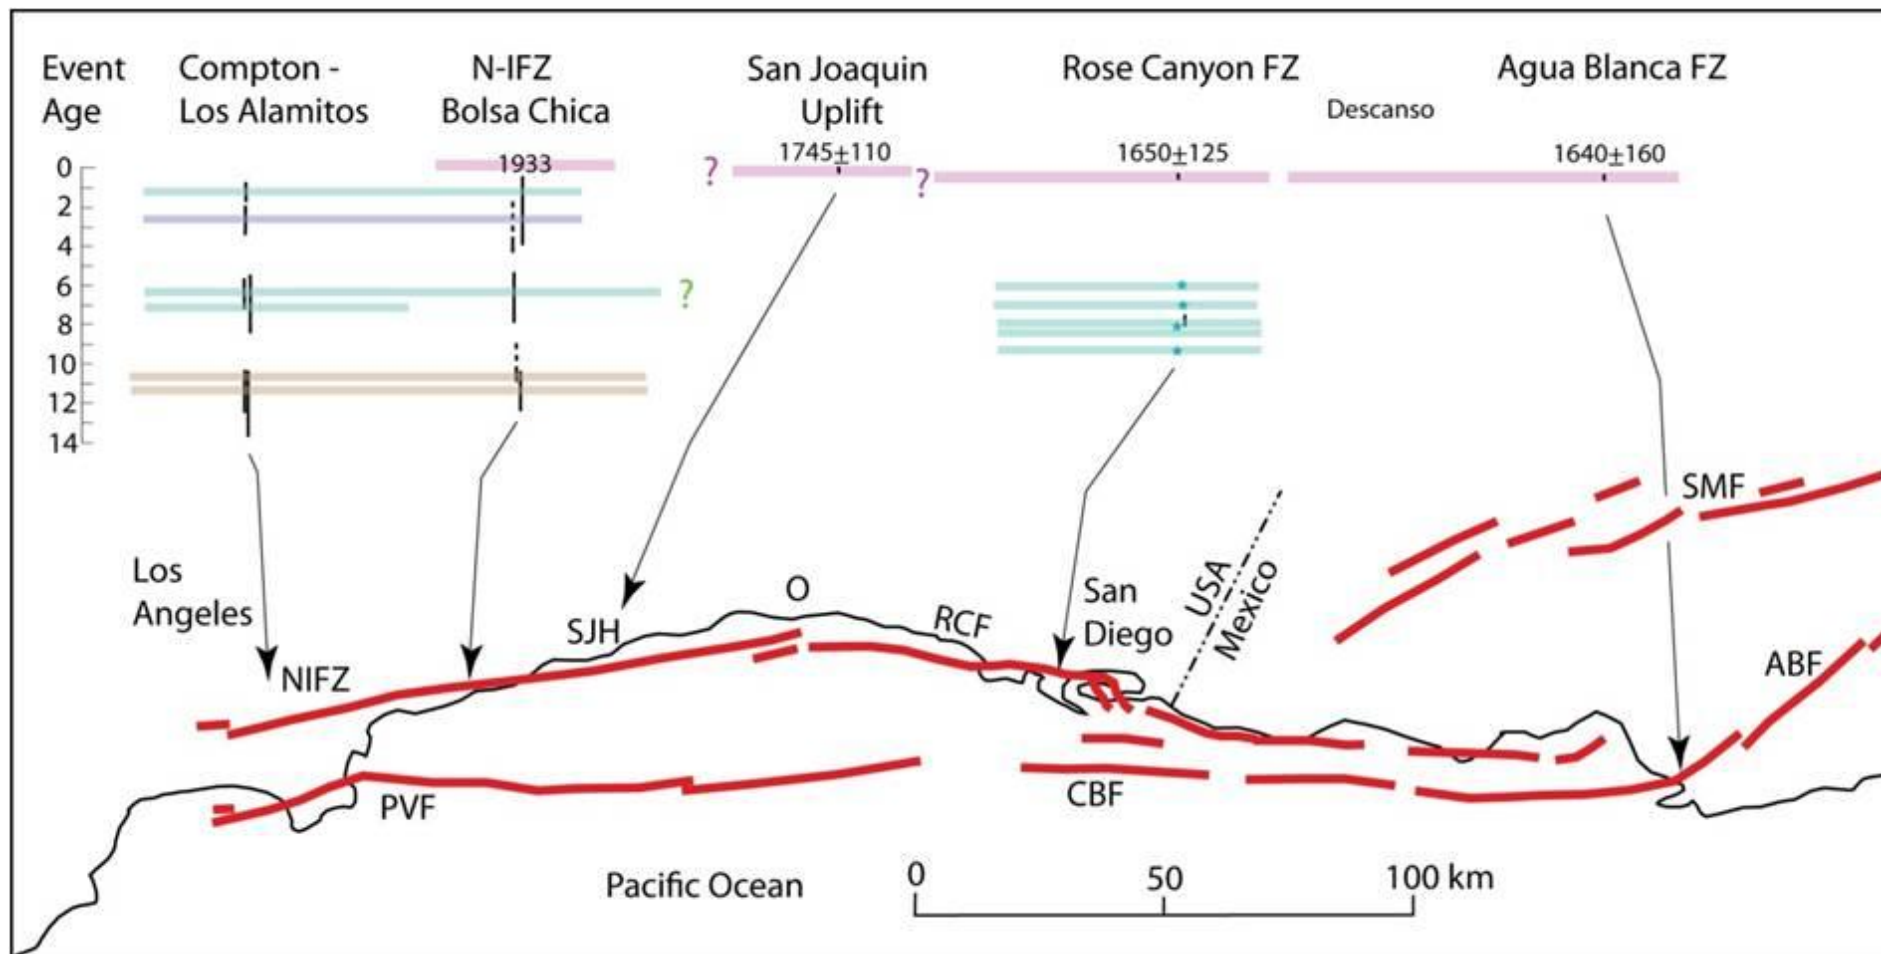 Event
Age
Compton -
Los Alamitos
N-IFZ
Bolsa Chica
San Joaquin
Uplift
Rose Canyon FZ
Descanso
Agua Blanca FZ
1933
?
1745±110
?
1650±125
1640±160
0
2
4
6
8
10
12
14
?
Los
Angeles
NIFZ
SJH
O
RCF
San
Diego
USA
Mexico
SMF
ABF
PVF
CBF
Pacific Ocean
0 50 100 km